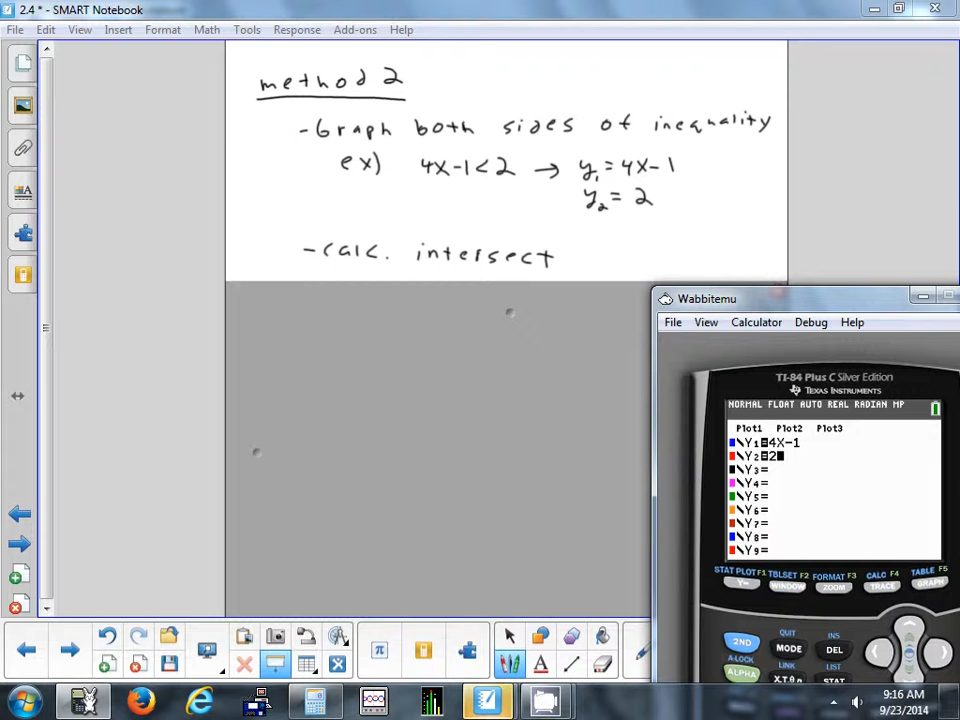 2.4 * - SMART Notebook
File Edit View Insert Format Math Tools Response Add-ons Help
method 2
- Graph both sides of inequality
ex) 4x-1<2 → y₁=4x-1
y₂= 2
- calc. intersect
Wabbitemu
File View Calculator Debug Help
TI-84 Plus C Silver Edition
TEXAS INSTRUMENTS
NORMAL FLOAT AUTO REAL RADIAN MP
Plot1 Plot2 Plot3
\Y1=4X-1
\Y2=2
\Y3=
\Y4=
\Y5=
\Y6=
\Y7=
\Y8=
\Y9=
STAT PLOT F1 TBLSET F2 FORMAT F3 CALC F4 TABLE F5
Y= WINDOW ZOOM TRACE GRAPH
QUIT INS
2ND MODE DEL
A-LOCK LINK LIST
ALPHA X,T,θ,n STAT
9:16 AM
9/23/2014